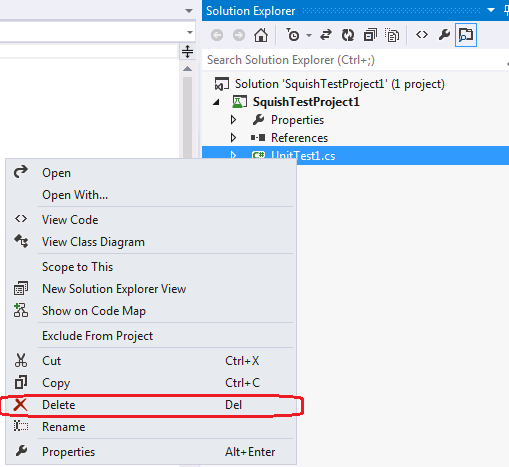 Solution Explorer
Search Solution Explorer (Ctrl+;)
Solution 'SquishTestProject1' (1 project)
SquishTestProject1
Properties
References
C# UnitTest1.cs
Open
Open With...
View Code
View Class Diagram
Scope to This
New Solution Explorer View
Show on Code Map
Exclude From Project
Cut Ctrl+X
Copy Ctrl+C
Delete Del
Rename
Properties Alt+Enter